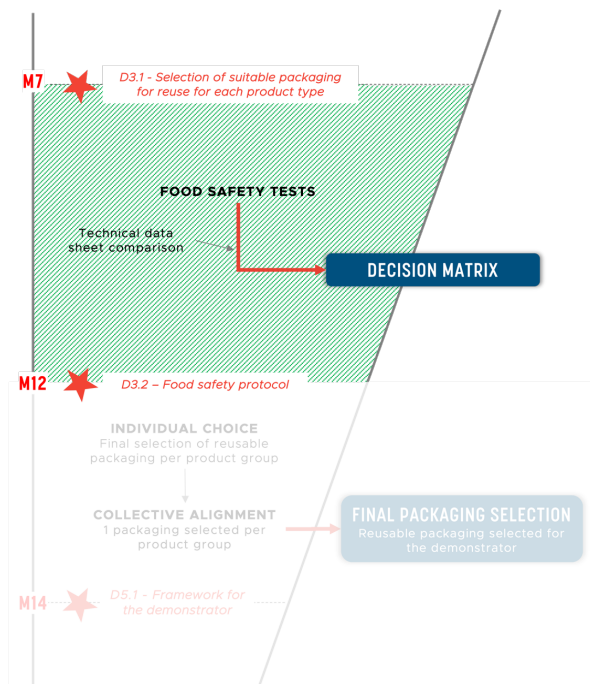 M7
D3.1 - Selection of suitable packaging
for reuse for each product type
FOOD SAFETY TESTS
Technical data
sheet comparison
DECISION MATRIX
M12
D3.2 – Food safety protocol
INDIVIDUAL CHOICE
Final selection of reusable
packaging per product group
COLLECTIVE ALIGNMENT
1 packaging selected per
product group
FINAL PACKAGING SELECTION
Reusable packaging selected for
the demonstrator
M14
D5.1 - Framework for
the demonstrator